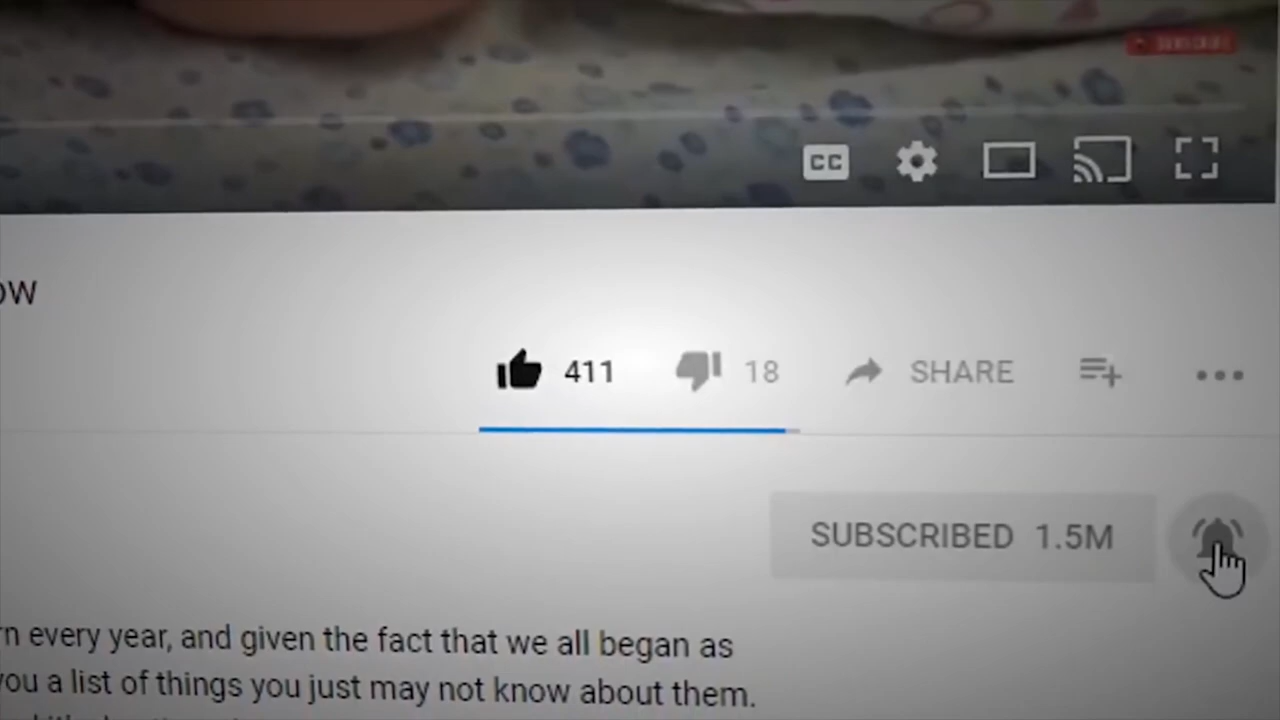 CC
ow
411 18 SHARE
SUBSCRIBED 1.5M
rn every year, and given the fact that we all began as
you a list of things you just may not know about them.